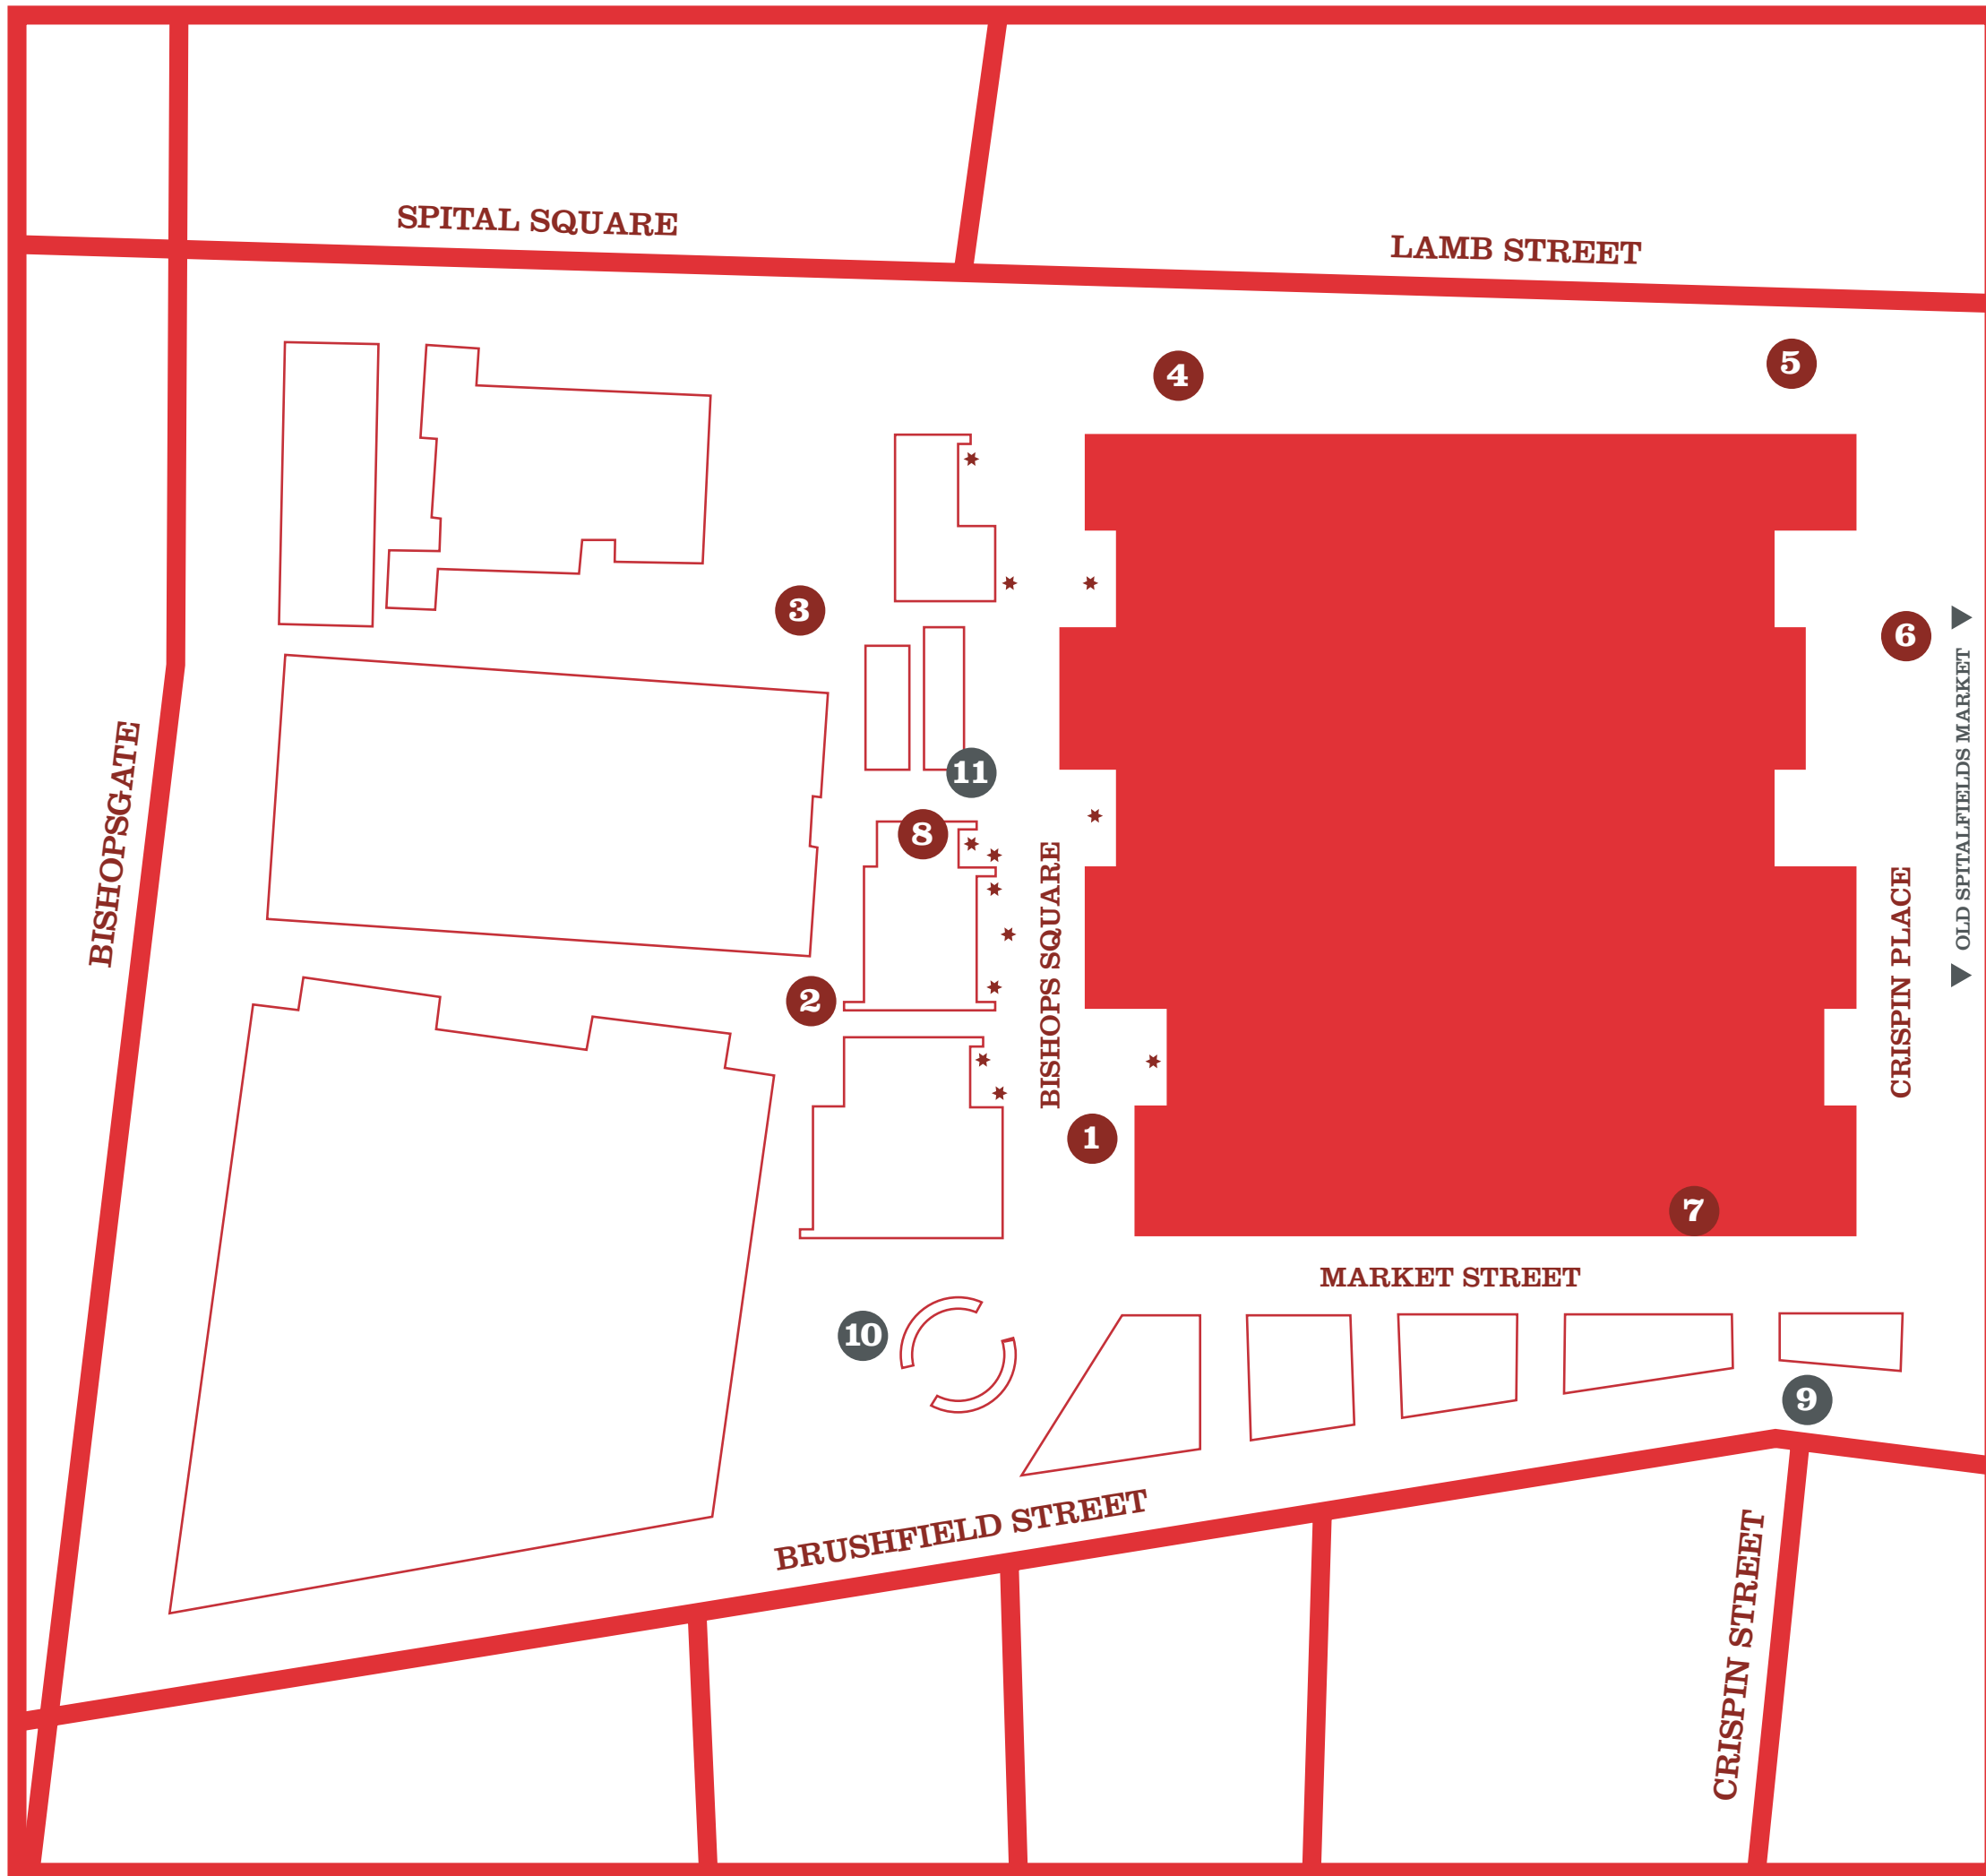 SPITAL SQUARE
LAMB STREET
4
5
3
6
OLD SPITALFIELDS MARKET
BISHOPSGATE
11
8
BISHOPS SQUARE
CRISPIN PLACE
2
1
7
MARKET STREET
10
9
BRUSHFIELD STREET
CRISPIN STREET